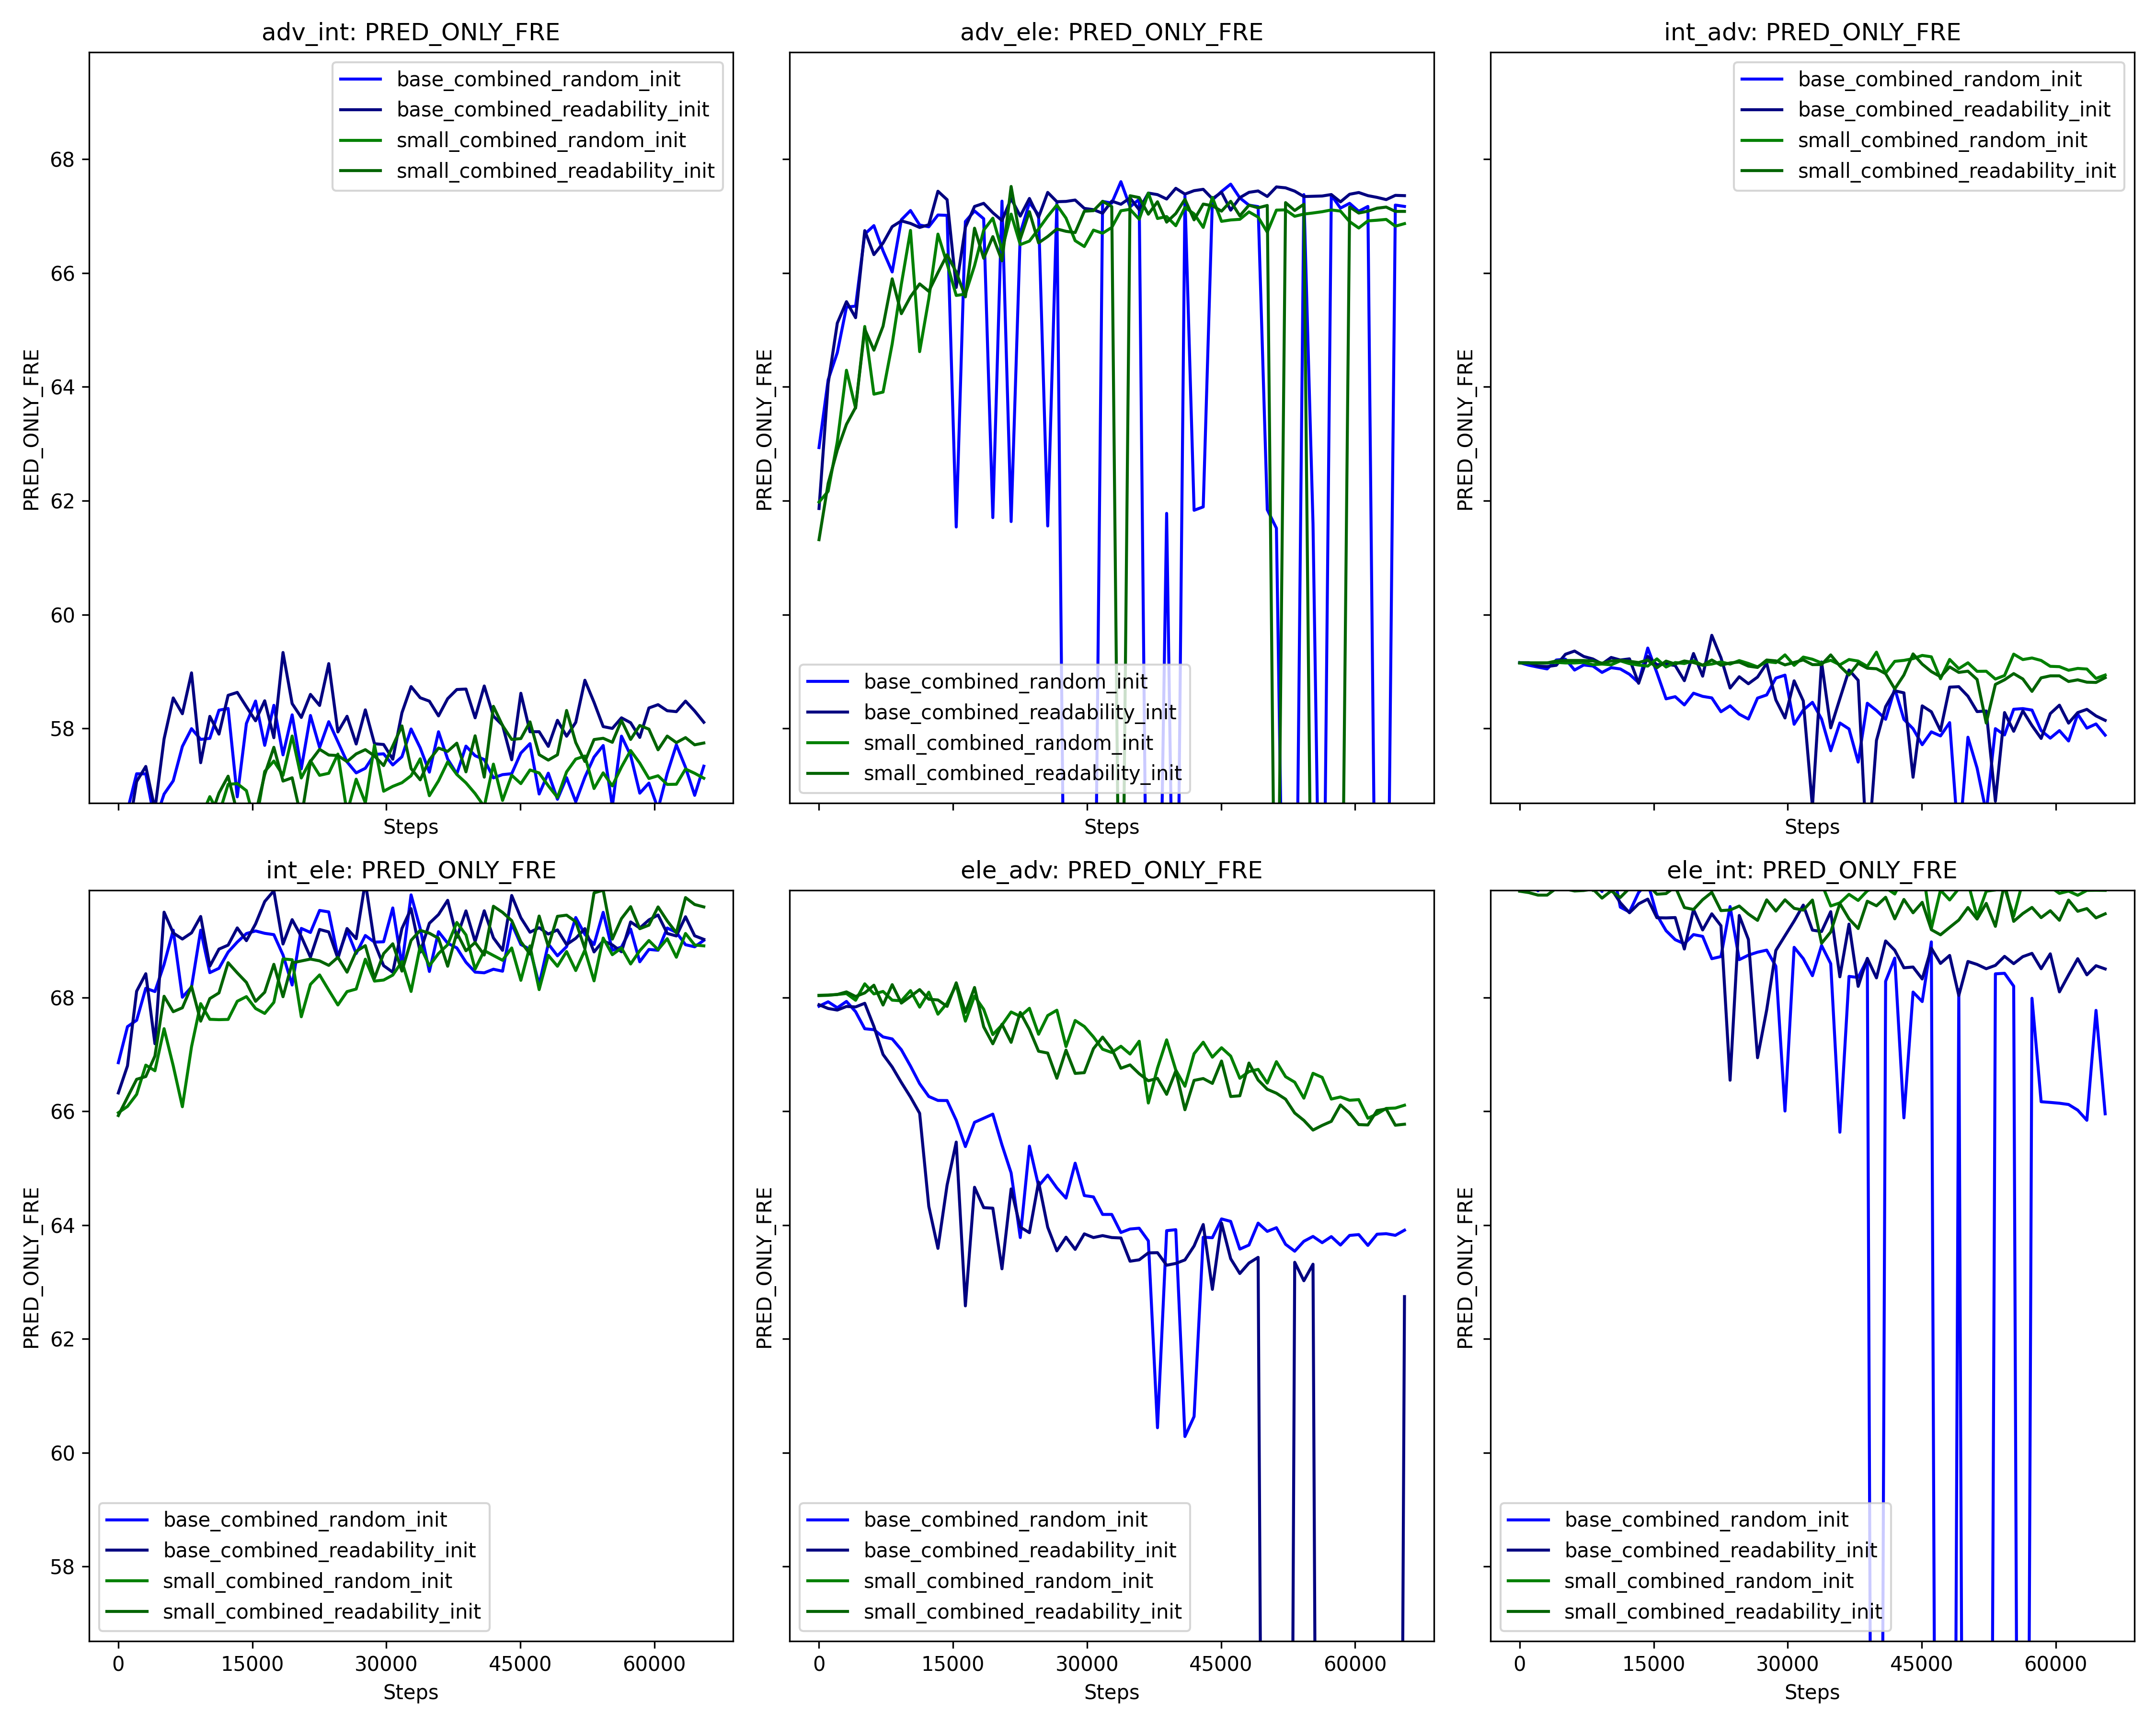 adv_int: PRED_ONLY_FRE
adv_ele: PRED_ONLY_FRE
int_adv: PRED_ONLY_FRE
base_combined_random_init
base_combined_readability_init
small_combined_random_init
small_combined_readability_init
base_combined_random_init
base_combined_readability_init
small_combined_random_init
small_combined_readability_init
68
66
64
62
60
58
PRED_ONLY_FRE
PRED_ONLY_FRE
PRED_ONLY_FRE
base_combined_random_init
base_combined_readability_init
small_combined_random_init
small_combined_readability_init
Steps
Steps
Steps
int_ele: PRED_ONLY_FRE
ele_adv: PRED_ONLY_FRE
ele_int: PRED_ONLY_FRE
68
66
64
62
60
58
PRED_ONLY_FRE
PRED_ONLY_FRE
PRED_ONLY_FRE
base_combined_random_init
base_combined_readability_init
small_combined_random_init
small_combined_readability_init
base_combined_random_init
base_combined_readability_init
small_combined_random_init
small_combined_readability_init
base_combined_random_init
base_combined_readability_init
small_combined_random_init
small_combined_readability_init
0 15000 30000 45000 60000
0 15000 30000 45000 60000
0 15000 30000 45000 60000
Steps
Steps
Steps